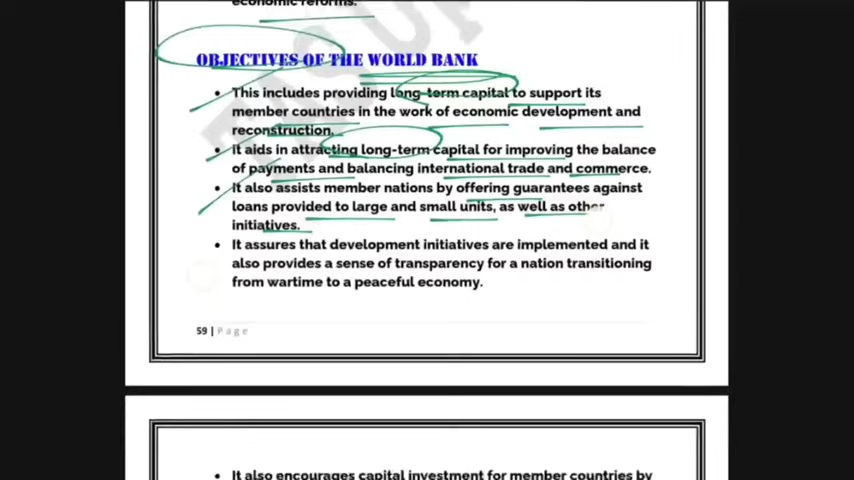 economic reforms.
OBJECTIVES OF THE WORLD BANK
• This includes providing long-term capital to support its
member countries in the work of economic development and
reconstruction.
• It aids in attracting long-term capital for improving the balance
of payments and balancing international trade and commerce.
• It also assists member nations by offering guarantees against
loans provided to large and small units, as well as other
initiatives.
• It assures that development initiatives are implemented and it
also provides a sense of transparency for a nation transitioning
from wartime to a peaceful economy.
59 | Page
• It also encourages capital investment for member countries by